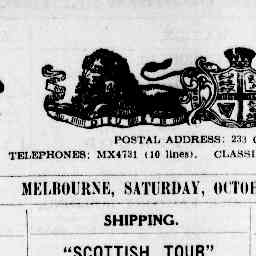 POSTAL ADDRESS: 233
TELEPHONES: MX4731 (10 lines). CLASSI
MELBOURNE, SATURDAY, OCTOB
SHIPPING.
"SCOTTISH TOUR"